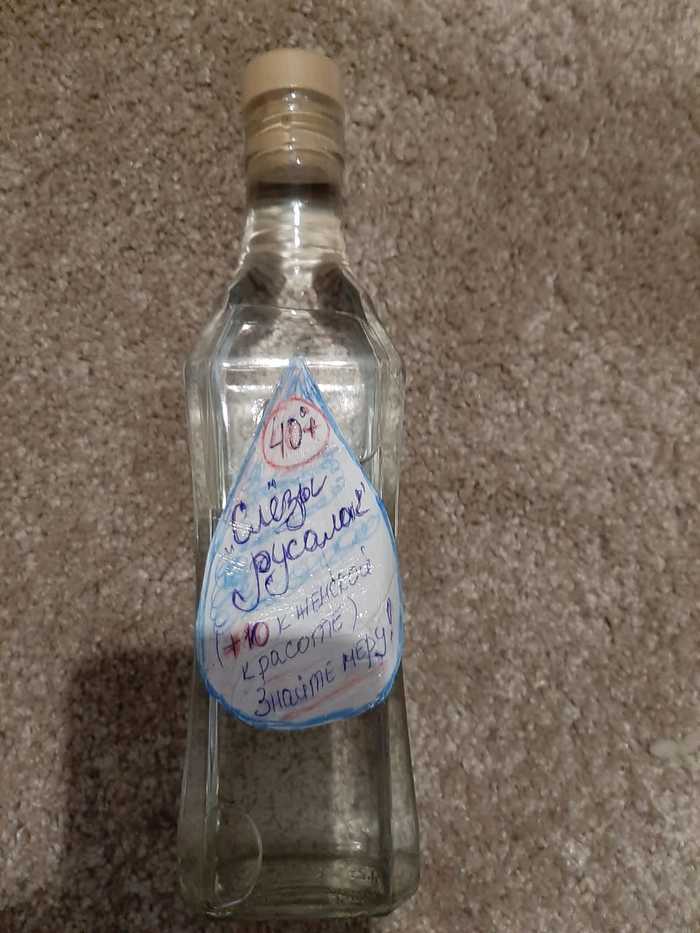 40°+
"Слёзы
русалок"
(+10 к женской
красоте)
Знайте меру!